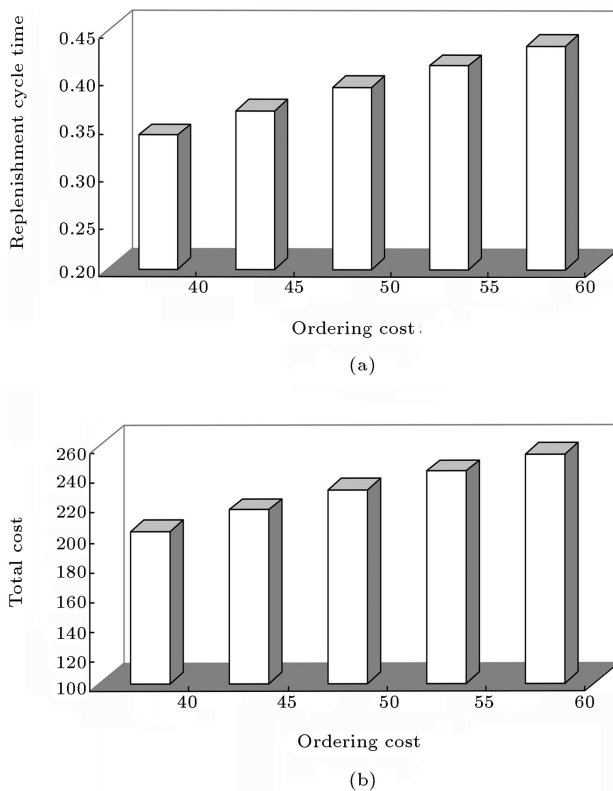 Replenishment cycle time
0.45
0.40
0.35
0.30
0.25
0.20
40 45 50 55 60
Ordering cost
(a)
Total cost
260
240
220
200
180
160
140
120
100
40 45 50 55 60
Ordering cost
(b)